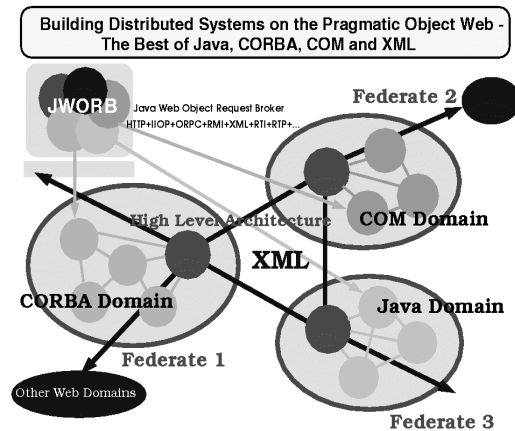 Building Distributed Systems on the Pragmatic Object Web -
The Best of Java, CORBA, COM and XML
JWORB
Java Web Object Request Broker
HTTP+IIOP+ORPC+RMI+XML+RTI+RTP+...
Federate 2
High Level Architecture
COM Domain
XML
CORBA Domain
Java Domain
Federate 1
Other Web Domains
Federate 3